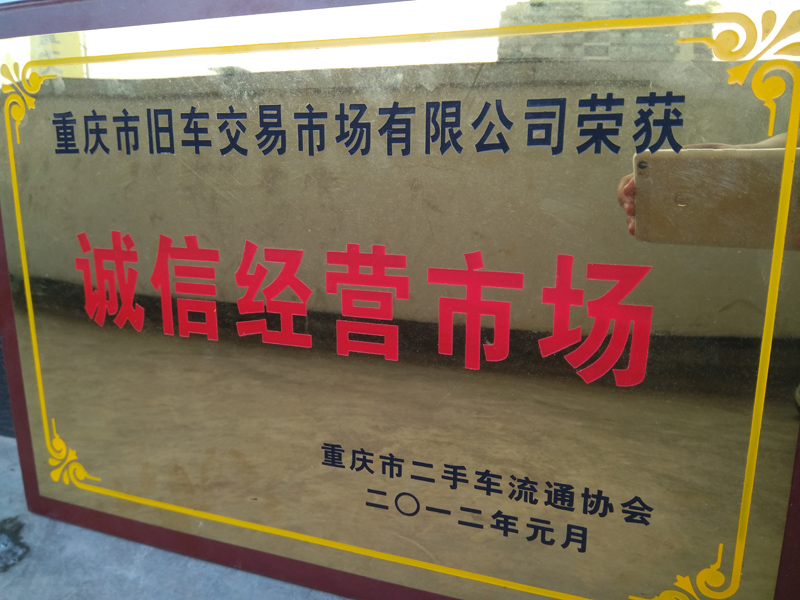 重庆市旧车交易市场有限公司荣获
诚信经营市场
重庆市二手车流通协会
二〇一二年元月